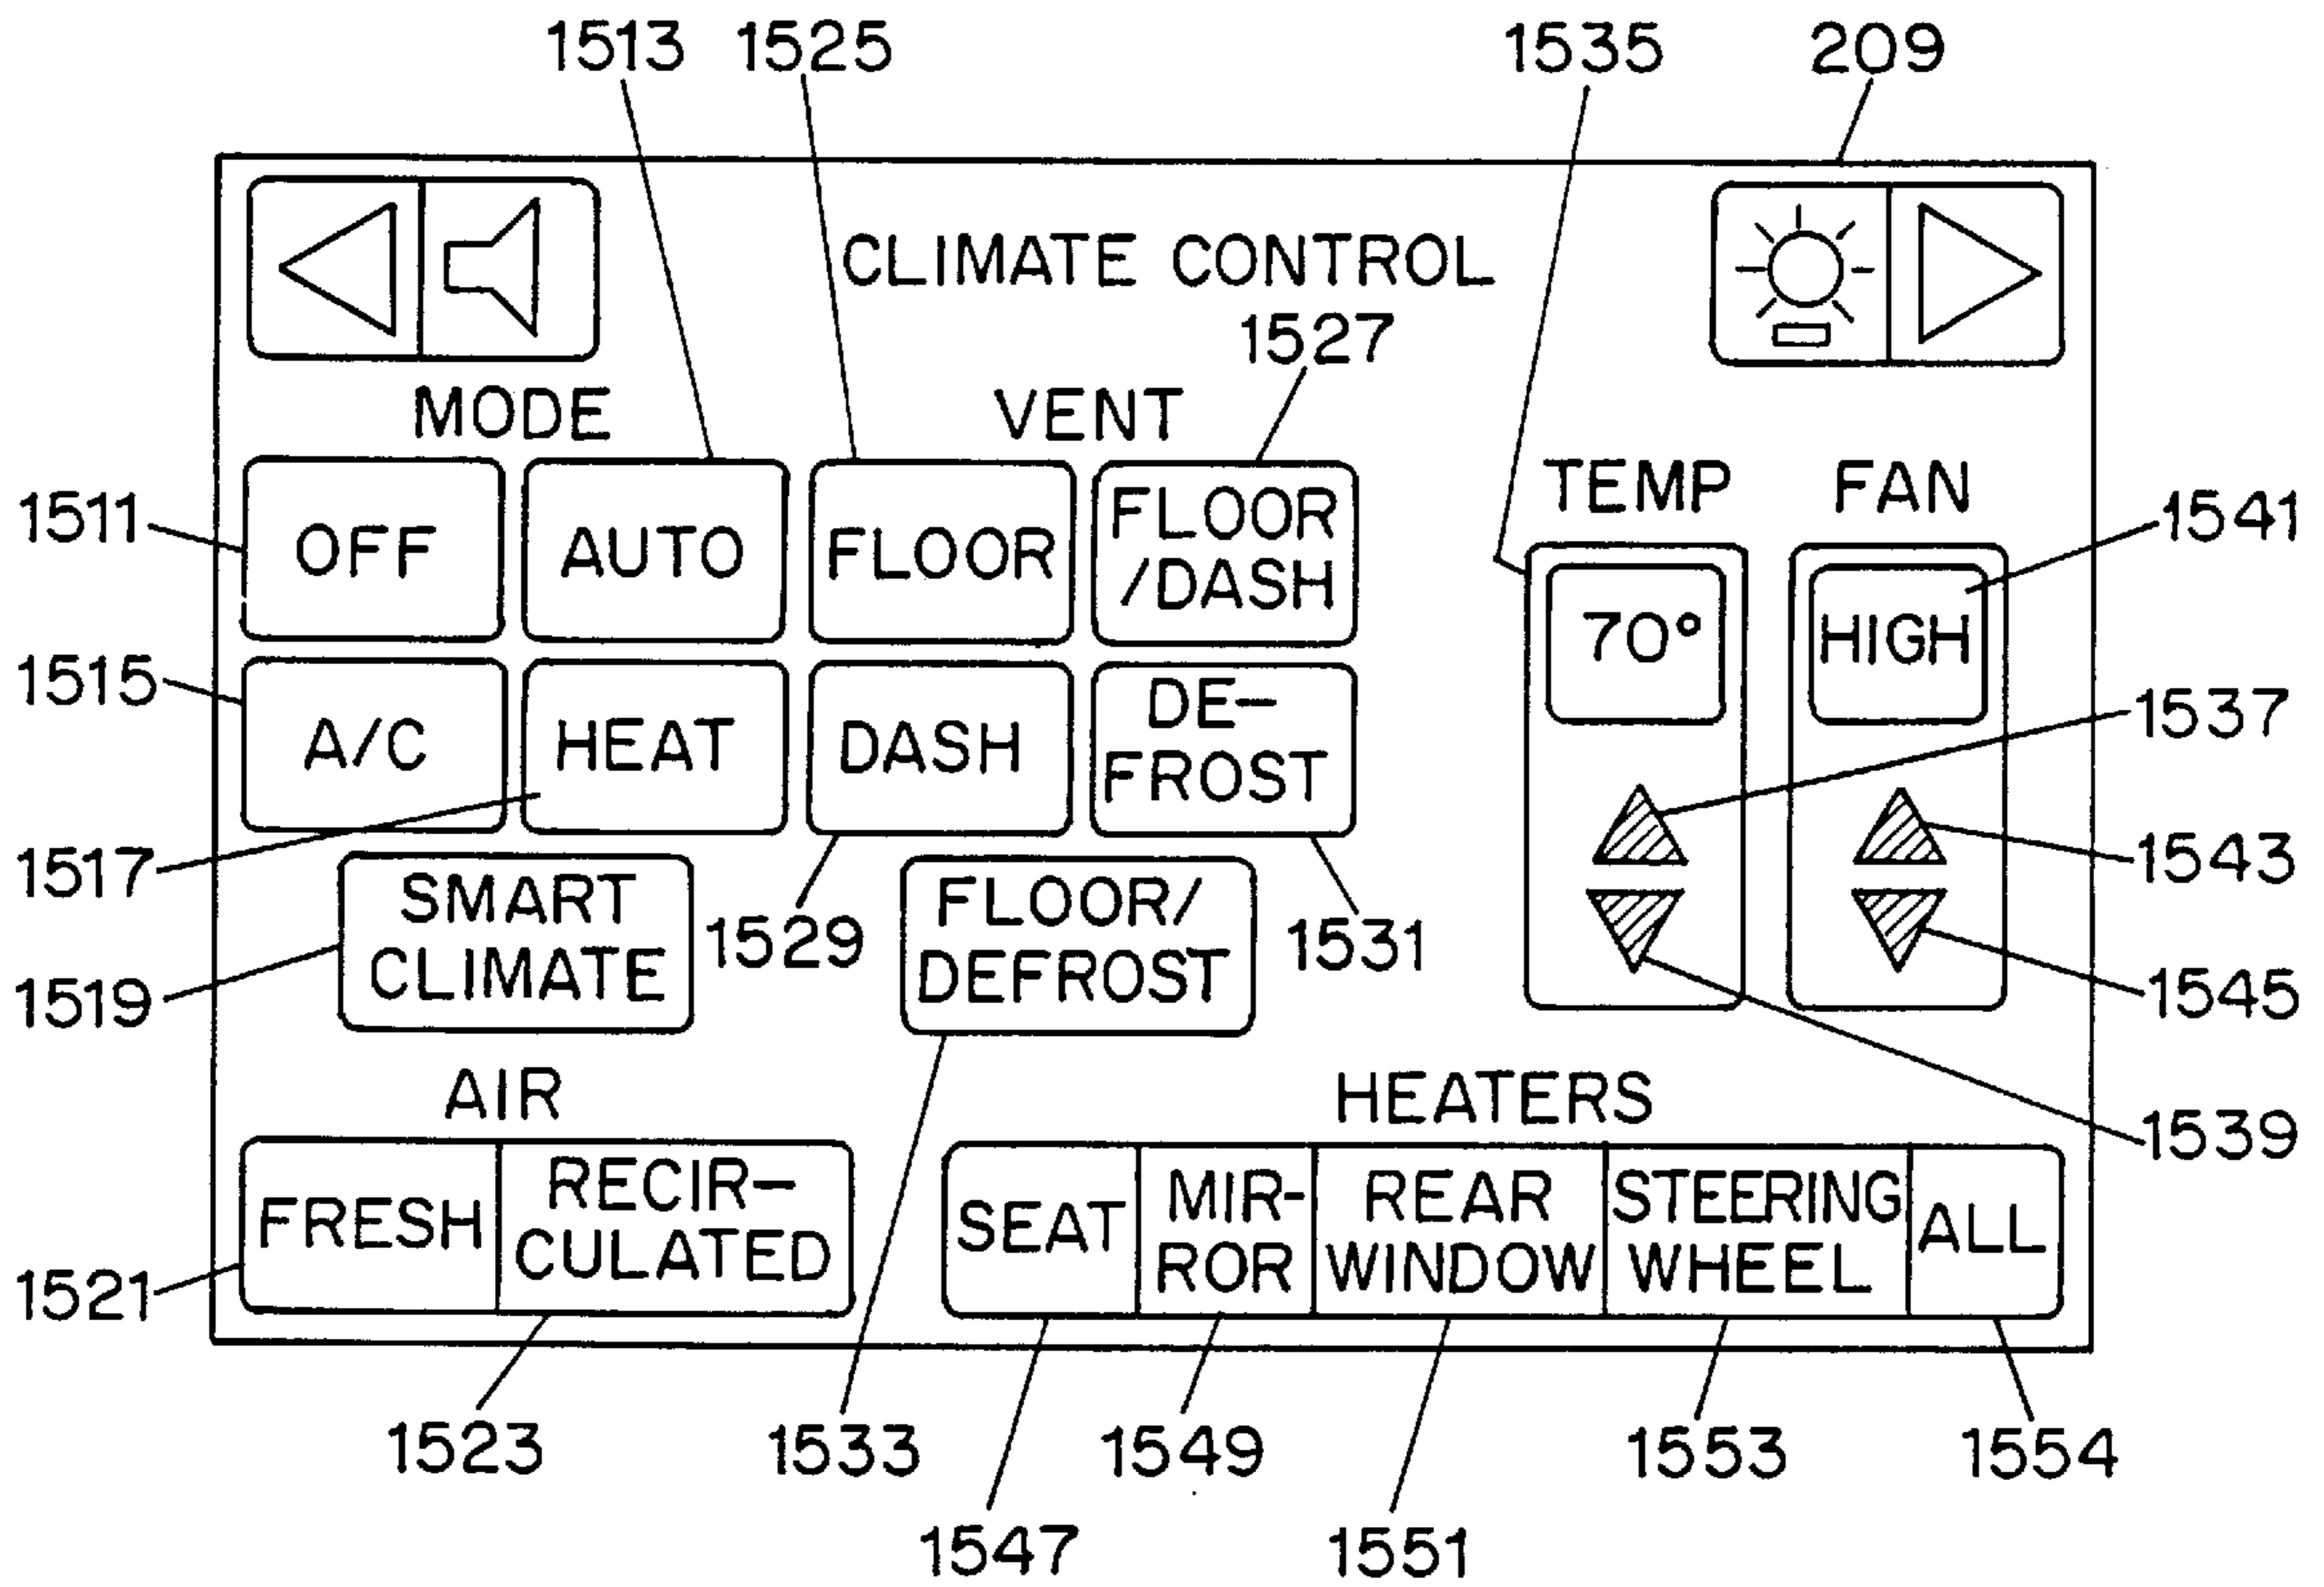 1513 1525 1535 209
CLIMATE CONTROL
1527
MODE VENT
TEMP FAN
1511 OFF AUTO FLOOR FLOOR
/DASH 70° HIGH 1541
1515 A/C HEAT DASH DE-
FROST 1537
1517 1543
SMART
CLIMATE 1529 FLOOR/
DEFROST 1531
1519 1545
AIR HEATERS
1539
FRESH RECIR-
CULATED SEAT MIR-
ROR REAR
WINDOW STEERING
WHEEL ALL
1521
1523 1533 1549 1553 1554
1547 1551